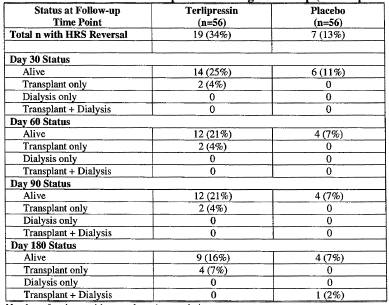 Status at Follow-up Terlipressin Placebo
Time Point (n=56) (n=56)
Total n with HRS Reversal 19 (34%) 7 (13%)
Day 30 Status
Alive 14 (25%) 6 (11%)
Transplant only 2 (4%) 0
Dialysis only 0 0
Transplant + Dialysis 0 0
Day 60 Status
Alive 12 (21%) 4 (7%)
Transplant only 2 (4%) 0
Dialysis only 0 0
Transplant + Dialysis 0 0
Day 90 Status
Alive 12 (21%) 4 (7%)
Transplant only 2 (4%) 0
Dialysis only 0 0
Transplant + Dialysis 0 0
Day 180 Status
Alive 9 (16%) 4 (7%)
Transplant only 4 (7%) 0
Dialysis only 0 0
Transplant + Dialysis 0 1 (2%)